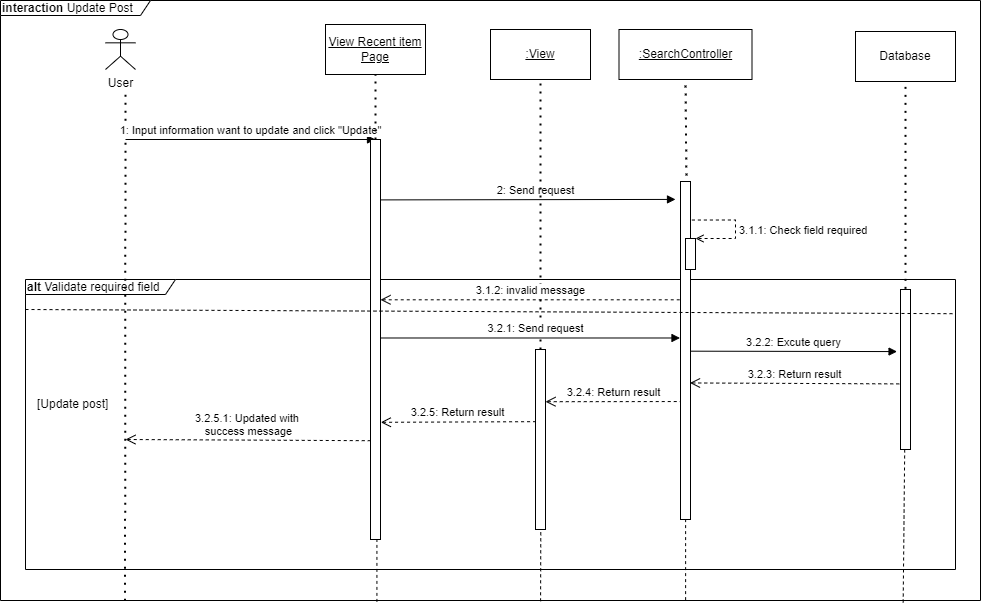 interaction Update Post
User
View Recent item
Page
:View
:SearchController
Database
1: Input information want to update and click "Update"
2: Send request
3.1.1: Check field required
alt Validate required field
3.1.2: invalid message
3.2.1: Send request
3.2.2: Excute query
3.2.3: Return result
3.2.4: Return result
[Update post]
3.2.5: Return result
3.2.5.1: Updated with
success message